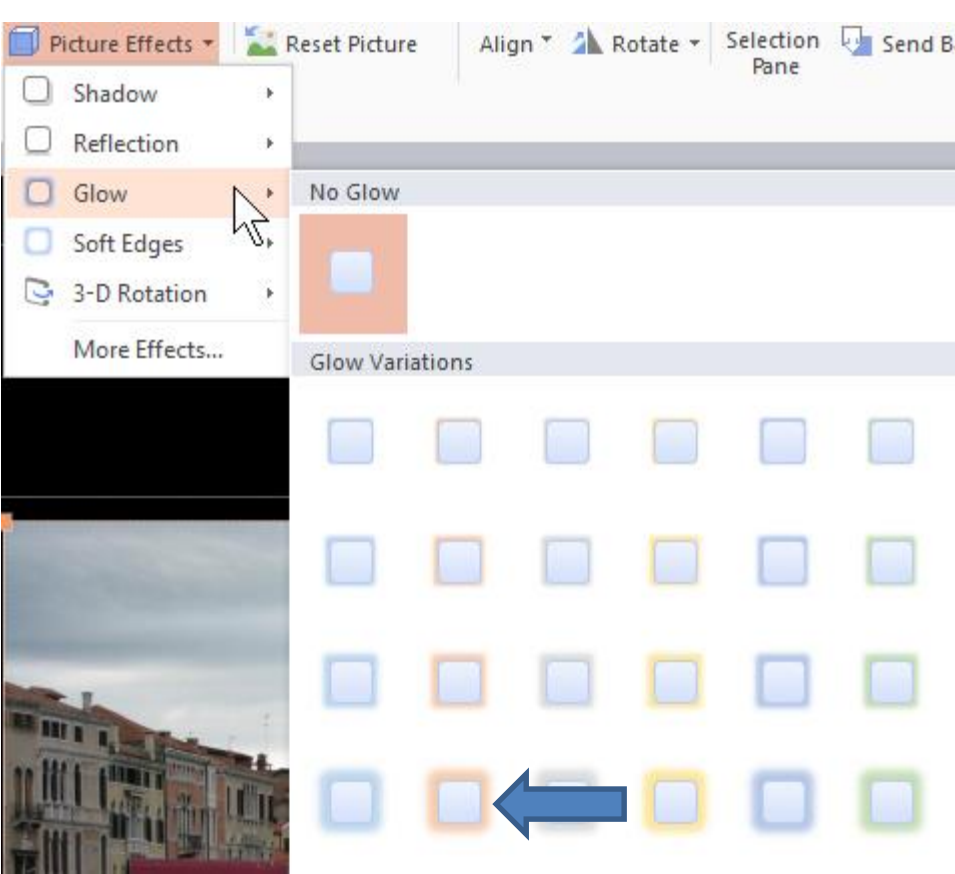 Picture Effects
Reset Picture
Align
Rotate
Selection
Pane
Send B
Shadow
Reflection
Glow
Soft Edges
3-D Rotation
More Effects...
No Glow
Glow Variations